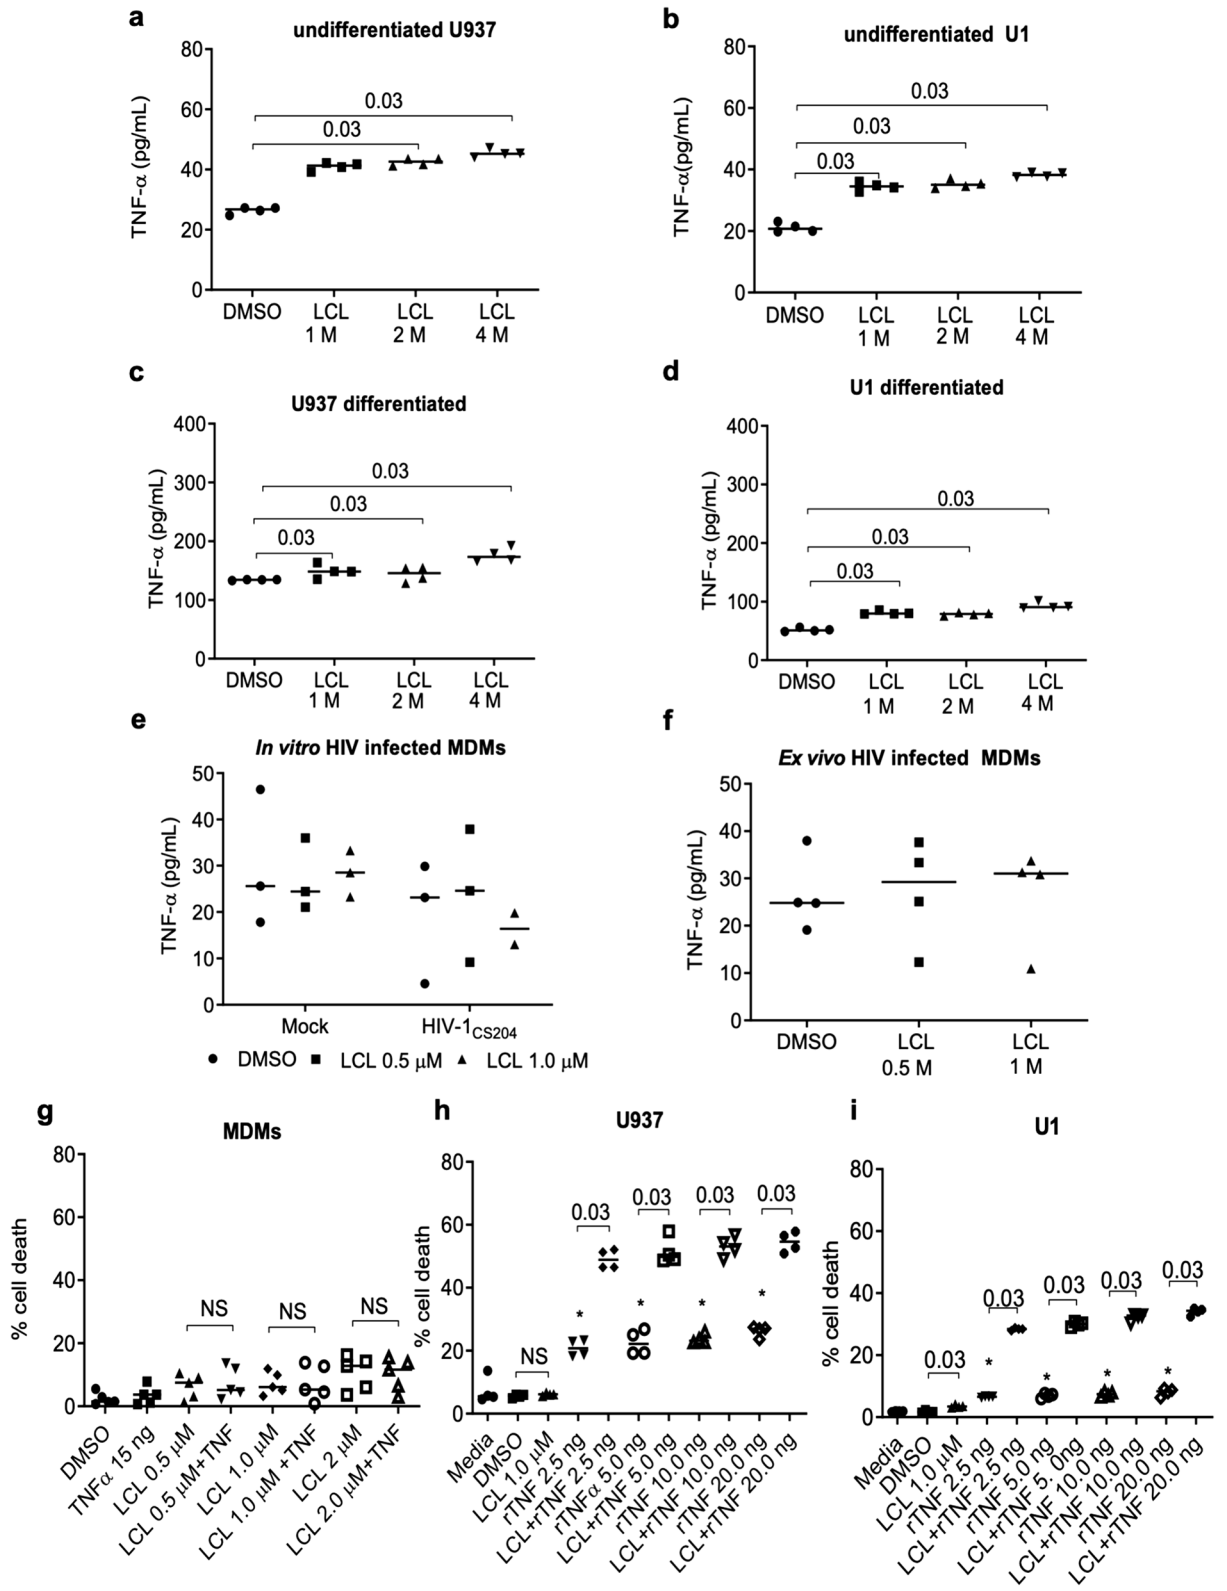 a
undifferentiated U937
TNF-α (pg/mL)
80
60
40
20
0
0.03
0.03
DMSO
LCL
1 M
LCL
2 M
LCL
4 M
b
undifferentiated U1
TNF-α(pg/mL)
80
60
40
20
0
0.03
0.03
0.03
DMSO
LCL
1 M
LCL
2 M
LCL
4 M
c
U937 differentiated
TNF-α (pg/mL)
400
300
200
100
0
0.03
0.03
0.03
DMSO
LCL
1 M
LCL
2 M
LCL
4 M
d
U1 differentiated
TNF-α (pg/mL)
400
300
200
100
0
0.03
0.03
0.03
DMSO
LCL
1 M
LCL
2 M
LCL
4 M
e
In vitro HIV infected MDMs
TNF-α (pg/mL)
50
40
30
20
10
0
Mock
HIV-1CS204
DMSO LCL 0.5 μM LCL 1.0 μM
f
Ex vivo HIV infected MDMs
TNF-α (pg/mL)
50
40
30
20
10
0
DMSO
LCL
0.5 M
LCL
1 M
g
MDMs
% cell death
80
60
40
20
0
NS
NS
NS
DMSO
TNFα 15 ng
LCL 0.5 μM
LCL 0.5 μM+TNF
LCL 1.0 μM
LCL 1.0 μM +TNF
LCL 2 μM
LCL 2.0 μM+TNF
h
U937
% cell death
80
60
40
20
0
NS
0.03
0.03
0.03
0.03
*
*
*
*
Media
DMSO
LCL 1.0 μM
rTNF 2.5 ng
LCL+rTNF 2.5 ng
rTNFα 5.0 ng
LCL+rTNF 5.0 ng
rTNF 10.0 ng
LCL+rTNF 10.0 ng
rTNF 20.0 ng
LCL+rTNF 20.0 ng
i
U1
% cell death
80
60
40
20
0
0.03
0.03
0.03
0.03
0.03
*
*
*
*
Media
DMSO
LCL 1.0 μM
rTNF 2.5 ng
LCL+rTNF 2.5 ng
rTNF 5.0 ng
LCL+rTNF 5. 0ng
rTNF 10.0 ng
LCL+rTNF 10.0 ng
rTNF 20.0 ng
LCL+rTNF 20.0 ng